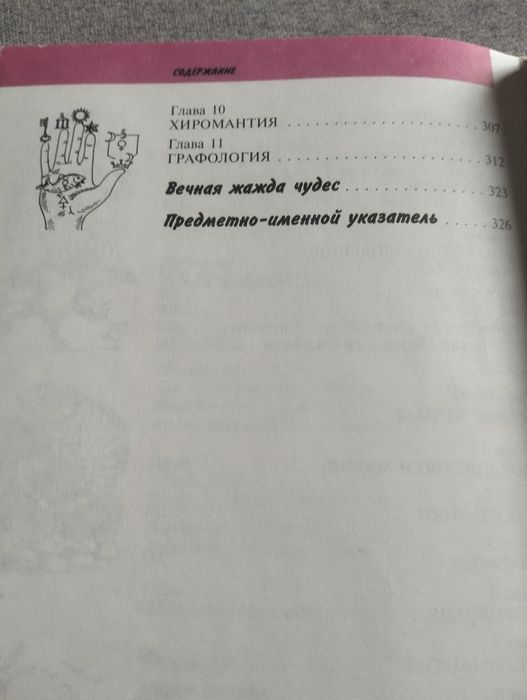 СОДЕРЖАНИЕ
Глава 10
ХИРОМАНТИЯ . . . . . . . . . . . . . . . . . . . . . 307
Глава 11
ГРАФОЛОГИЯ . . . . . . . . . . . . . . . . . . . . . . 312
Вечная жажда чудес . . . . . . . . . . . . . . . 323
Предметно-именной указатель . . . . . 326